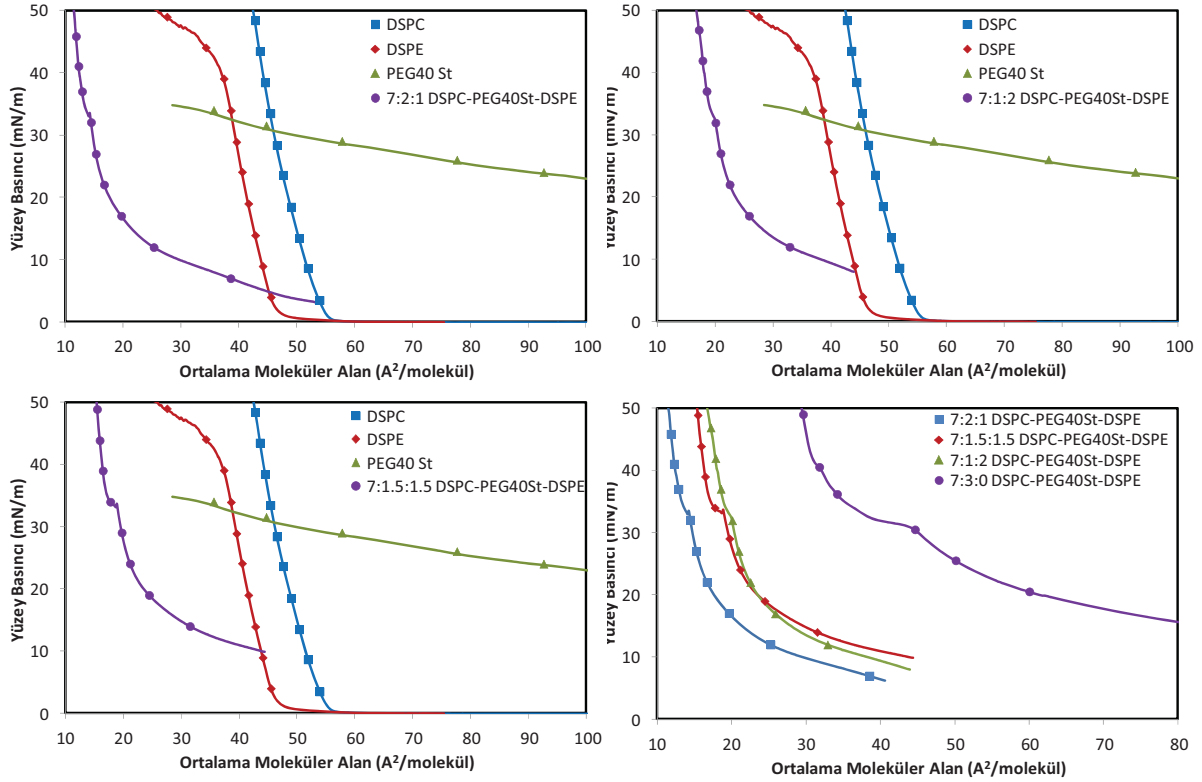 50
40
30
20
10
0
Yüzey Basıncı (mN/m)
10 20 30 40 50 60 70 80 90 100
Ortalama Moleküler Alan (A²/molekül)
DSPC
DSPE
PEG40 St
7:2:1 DSPC-PEG40St-DSPE
50
40
30
20
10
0
Yüzey Basıncı (mN/m)
10 20 30 40 50 60 70 80 90 100
Ortalama Moleküler Alan (A²/molekül)
DSPC
DSPE
PEG40 St
7:1:2 DSPC-PEG40St-DSPE
50
40
30
20
10
0
Yüzey Basıncı (mN/m)
10 20 30 40 50 60 70 80 90 100
Ortalama Moleküler Alan (A²/molekül)
DSPC
DSPE
PEG40 St
7:1.5:1.5 DSPC-PEG40St-DSPE
50
40
30
20
10
0
Yüzey Basıncı (mN/m)
10 20 30 40 50 60 70 80
Ortalama Moleküler Alan (A²/molekül)
7:2:1 DSPC-PEG40St-DSPE
7:1.5:1.5 DSPC-PEG40St-DSPE
7:1:2 DSPC-PEG40St-DSPE
7:3:0 DSPC-PEG40St-DSPE